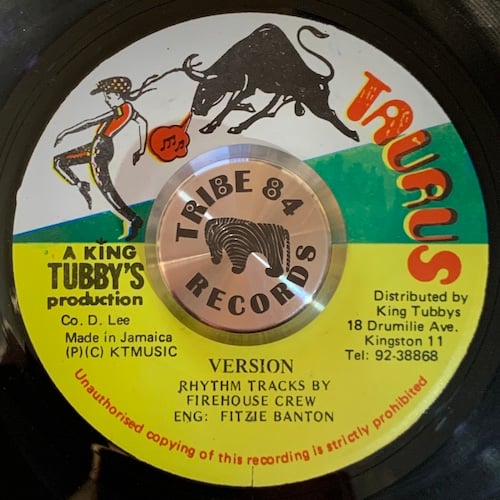 TAURUS
TRIBE 84
RECORDS
A KING
TUBBY'S
production
Co. D. Lee
Made in Jamaica
(P)(C) KTMUSIC
Distributed by
King Tubbys
18 Drumilie Ave.
Kingston 11
Tel: 92-38868
VERSION
RHYTHM TRACKS BY
FIREHOUSE CREW
ENG: FITZIE BANTON
Unauthorised copying of this recording is strictly prohibited